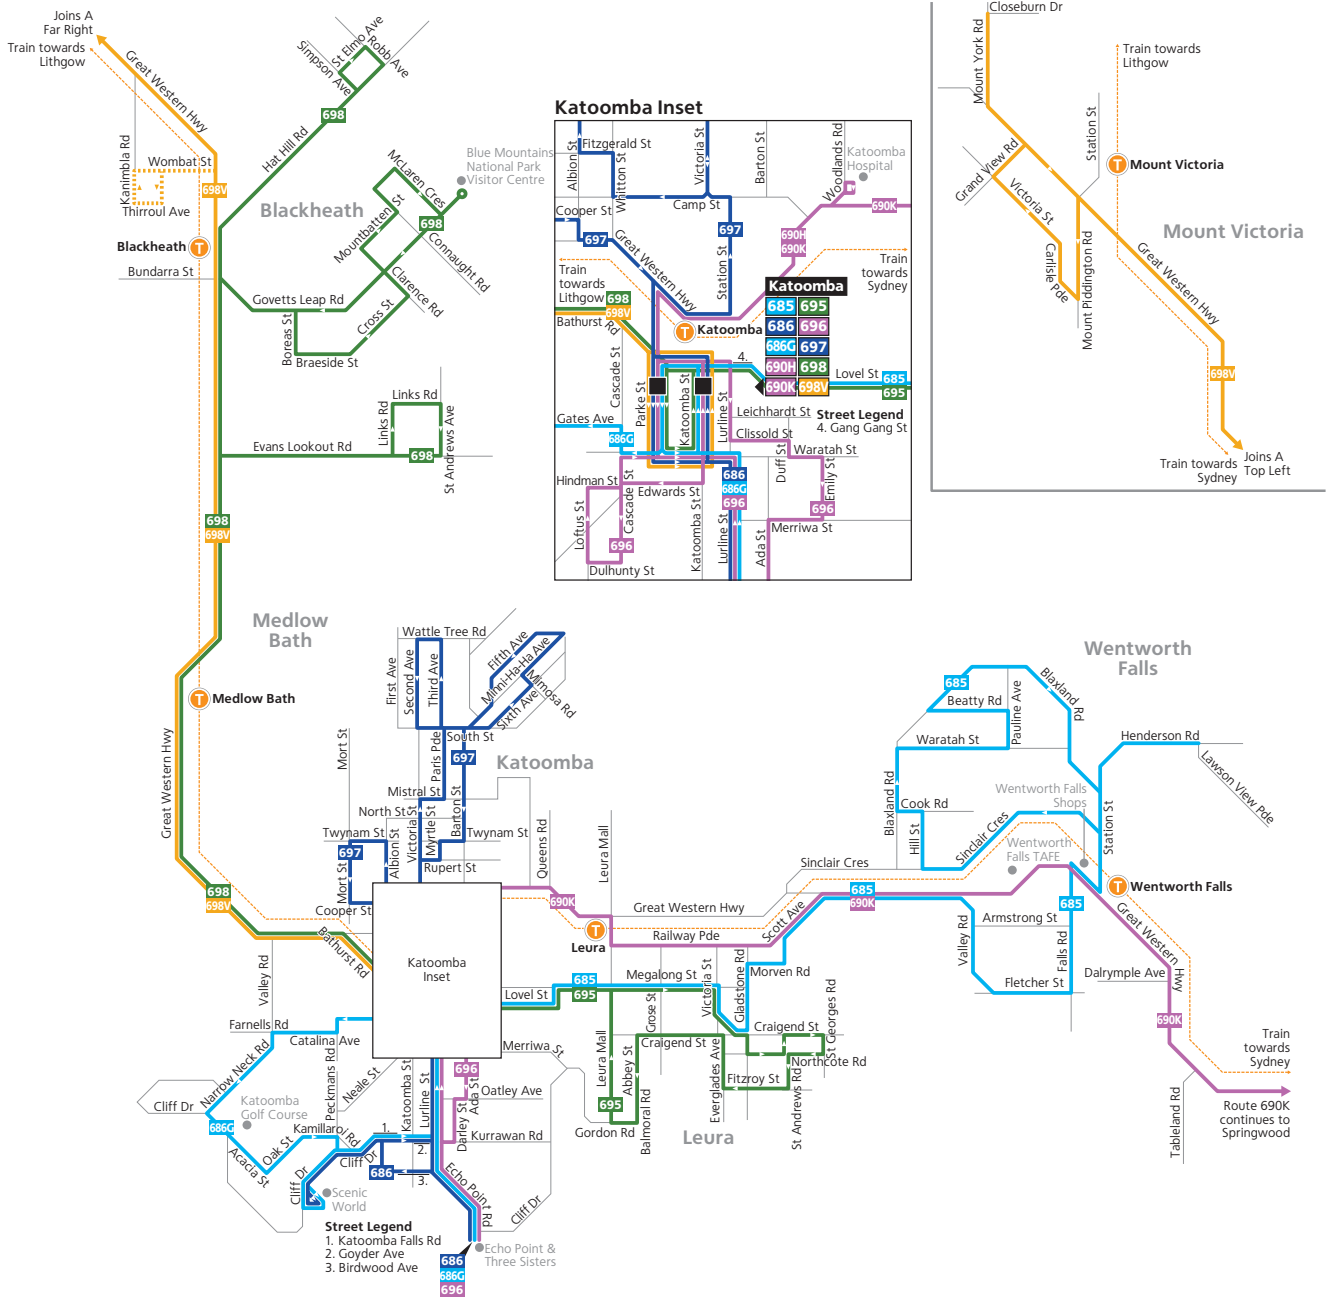 Joins A
Far Right
Train towards
Lithgow
Great Western Hwy
Kanimbla Rd
Wombat St
Thirroul Ave
698V
Blackheath
Bundarra St
Simpson Ave
St Elmo Ave
Robb Ave
698
Hat Hill Rd
Blackheath
McLaren Cres
Blue Mountains
National Park
Visitor Centre
Mountbatten St
698
Connaught Rd
Clarence Rd
Govetts Leap Rd
Cross St
Boreas St
Braeside St
Links Rd
Links Rd
St Andrews Ave
Evans Lookout Rd
698
698
698V
Medlow
Bath
Medlow Bath
Great Western Hwy
698
698V
Bathurst Rd
Katoomba Inset
Albion St
Fitzgerald St
Whitton St
Victoria St
Barton St
Woodlands Rd
Katoomba
Hospital
Camp St
690K
Cooper St
697
Great Western Hwy
697
Station St
690H
690K
Train
towards
Lithgow
Train
towards
Sydney
698
698V
Bathurst Rd
Katoomba
Katoomba
685
695
686
696
686G
697
690H
698
690K
698V
4.
Lovel St
685
695
Cascade St
Parke St
Katoomba St
Lurline St
Leichhardt St
Street Legend
4. Gang Gang St
Gates Ave
686G
Clissold St
Waratah St
Duff St
Emily St
Hindman St
Edwards St
686
686G
696
Loftus St
Cascade St
696
Katoomba St
Lurline St
Ada St
696
Merriwa St
Dulhunty St
Closeburn Dr
Mount York Rd
Train towards
Lithgow
Station St
Mount Victoria
Grand View Rd
Victoria St
Carlisle Pde
Mount Piddington Rd
Mount Victoria
Great Western Hwy
698V
Joins A
Top Left
Train towards
Sydney
Wattle Tree Rd
First Ave
Second Ave
Third Ave
Fifth Ave
Minni-Ha-Ha Ave
Mimosa Rd
Sixth Ave
South St
Paris Pde
697
Katoomba
Mort St
Mistral St
North St
Victoria St
Myrtle St
Barton St
Twynam St
Twynam St
697
Albion St
Rupert St
Mort St
Cooper St
Queens Rd
Leura Mall
690K
Great Western Hwy
Leura
Railway Pde
Scott Ave
685
690K
Sinclair Cres
Katoomba
Inset
Lovel St
685
695
Megalong St
Victoria St
Gladstone Rd
Morven Rd
Grose St
Craigend St
Craigend St
St Georges Rd
Northcote Rd
Leura Mall
Abbey St
Everglades Ave
Fitzroy St
St Andrews Rd
695
Balmoral Rd
Gordon Rd
Leura
Merriwa St
Valley Rd
Farnells Rd
Catalina Ave
Narrow Neck Rd
Peckmans Rd
Neale St
Katoomba St
Lurline St
696
Ada St
Oatley Ave
Darley St
Kurrawan Rd
Cliff Dr
Katoomba
Golf Course
686G
Kamillaroi Rd
1.
2.
3.
Acacia St
Oak St
Cliff Dr
686
Cliff Dr
Scenic
World
Echo Point Rd
Cliff Dr
Street Legend
1. Katoomba Falls Rd
2. Goyder Ave
3. Birdwood Ave
Echo Point &
Three Sisters
686
686G
696
Wentworth
Falls
685
Beatty Rd
Pauline Ave
Blaxland Rd
Waratah St
Henderson Rd
Lawson View Pde
Blaxland Rd
Cook Rd
Wentworth Falls
Shops
Hill St
Sinclair Cres
Station St
Wentworth
Falls TAFE
Wentworth Falls
685
Armstrong St
Valley Rd
Falls Rd
Great Western Hwy
Fletcher St
Dalrymple Ave
690K
Train
towards
Sydney
Route 690K
continues to
Springwood
Tableland Rd